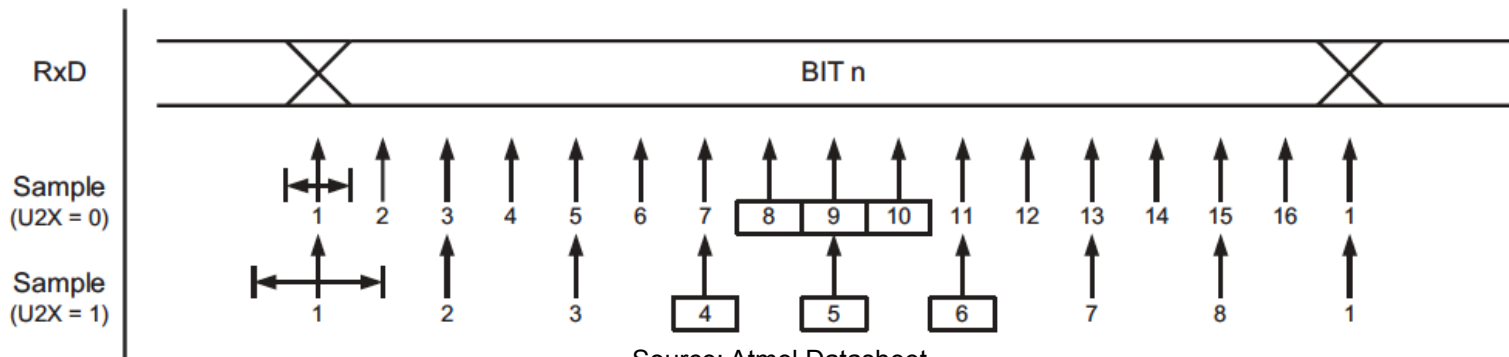 RxD BIT n
Sample
(U2X = 0) 1 2 3 4 5 6 7 8 9 10 11 12 13 14 15 16 1
Sample
(U2X = 1) 1 2 3 4 5 6 7 8 1
Source: Atmel Datasheet